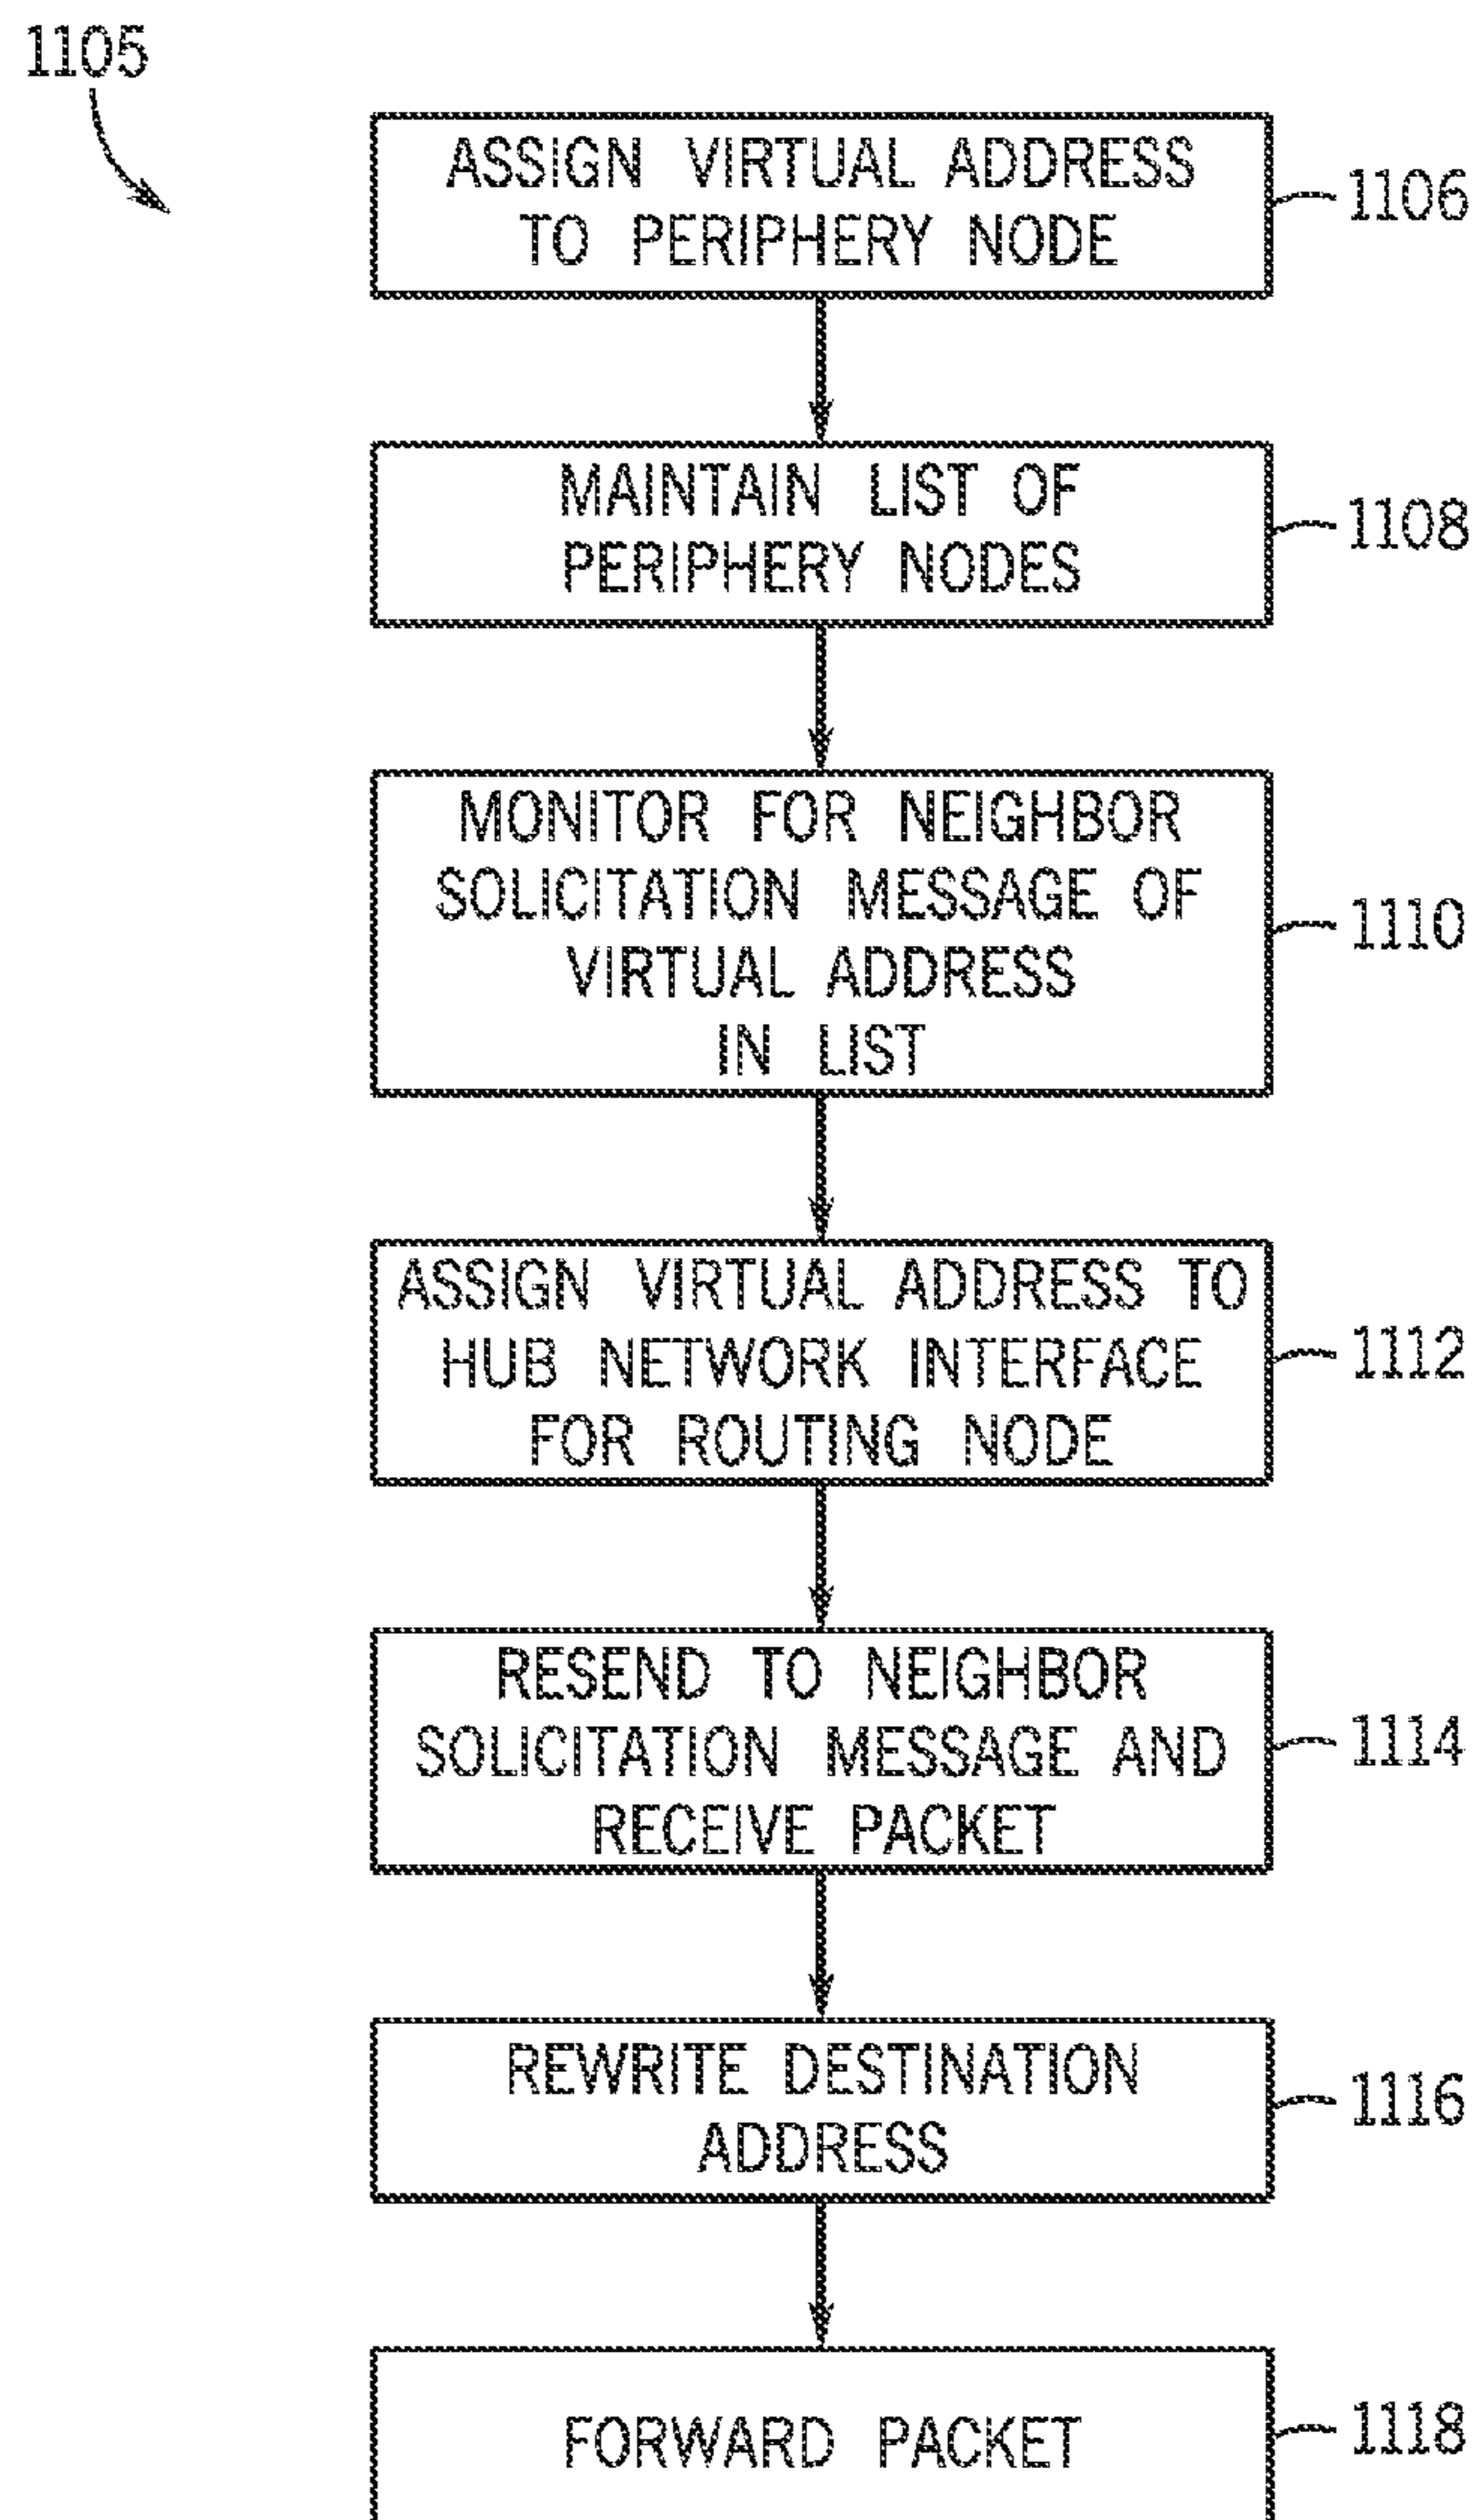 1105
ASSIGN VIRTUAL ADDRESS
TO PERIPHERY NODE
1106
MAINTAIN LIST OF
PERIPHERY NODES
1108
MONITOR FOR NEIGHBOR
SOLICITATION MESSAGE OF
VIRTUAL ADDRESS
IN LIST
1110
ASSIGN VIRTUAL ADDRESS TO
HUB NETWORK INTERFACE
FOR ROUTING NODE
1112
RESEND TO NEIGHBOR
SOLICITATION MESSAGE AND
RECEIVE PACKET
1114
REWRITE DESTINATION
ADDRESS
1116
FORWARD PACKET
1118